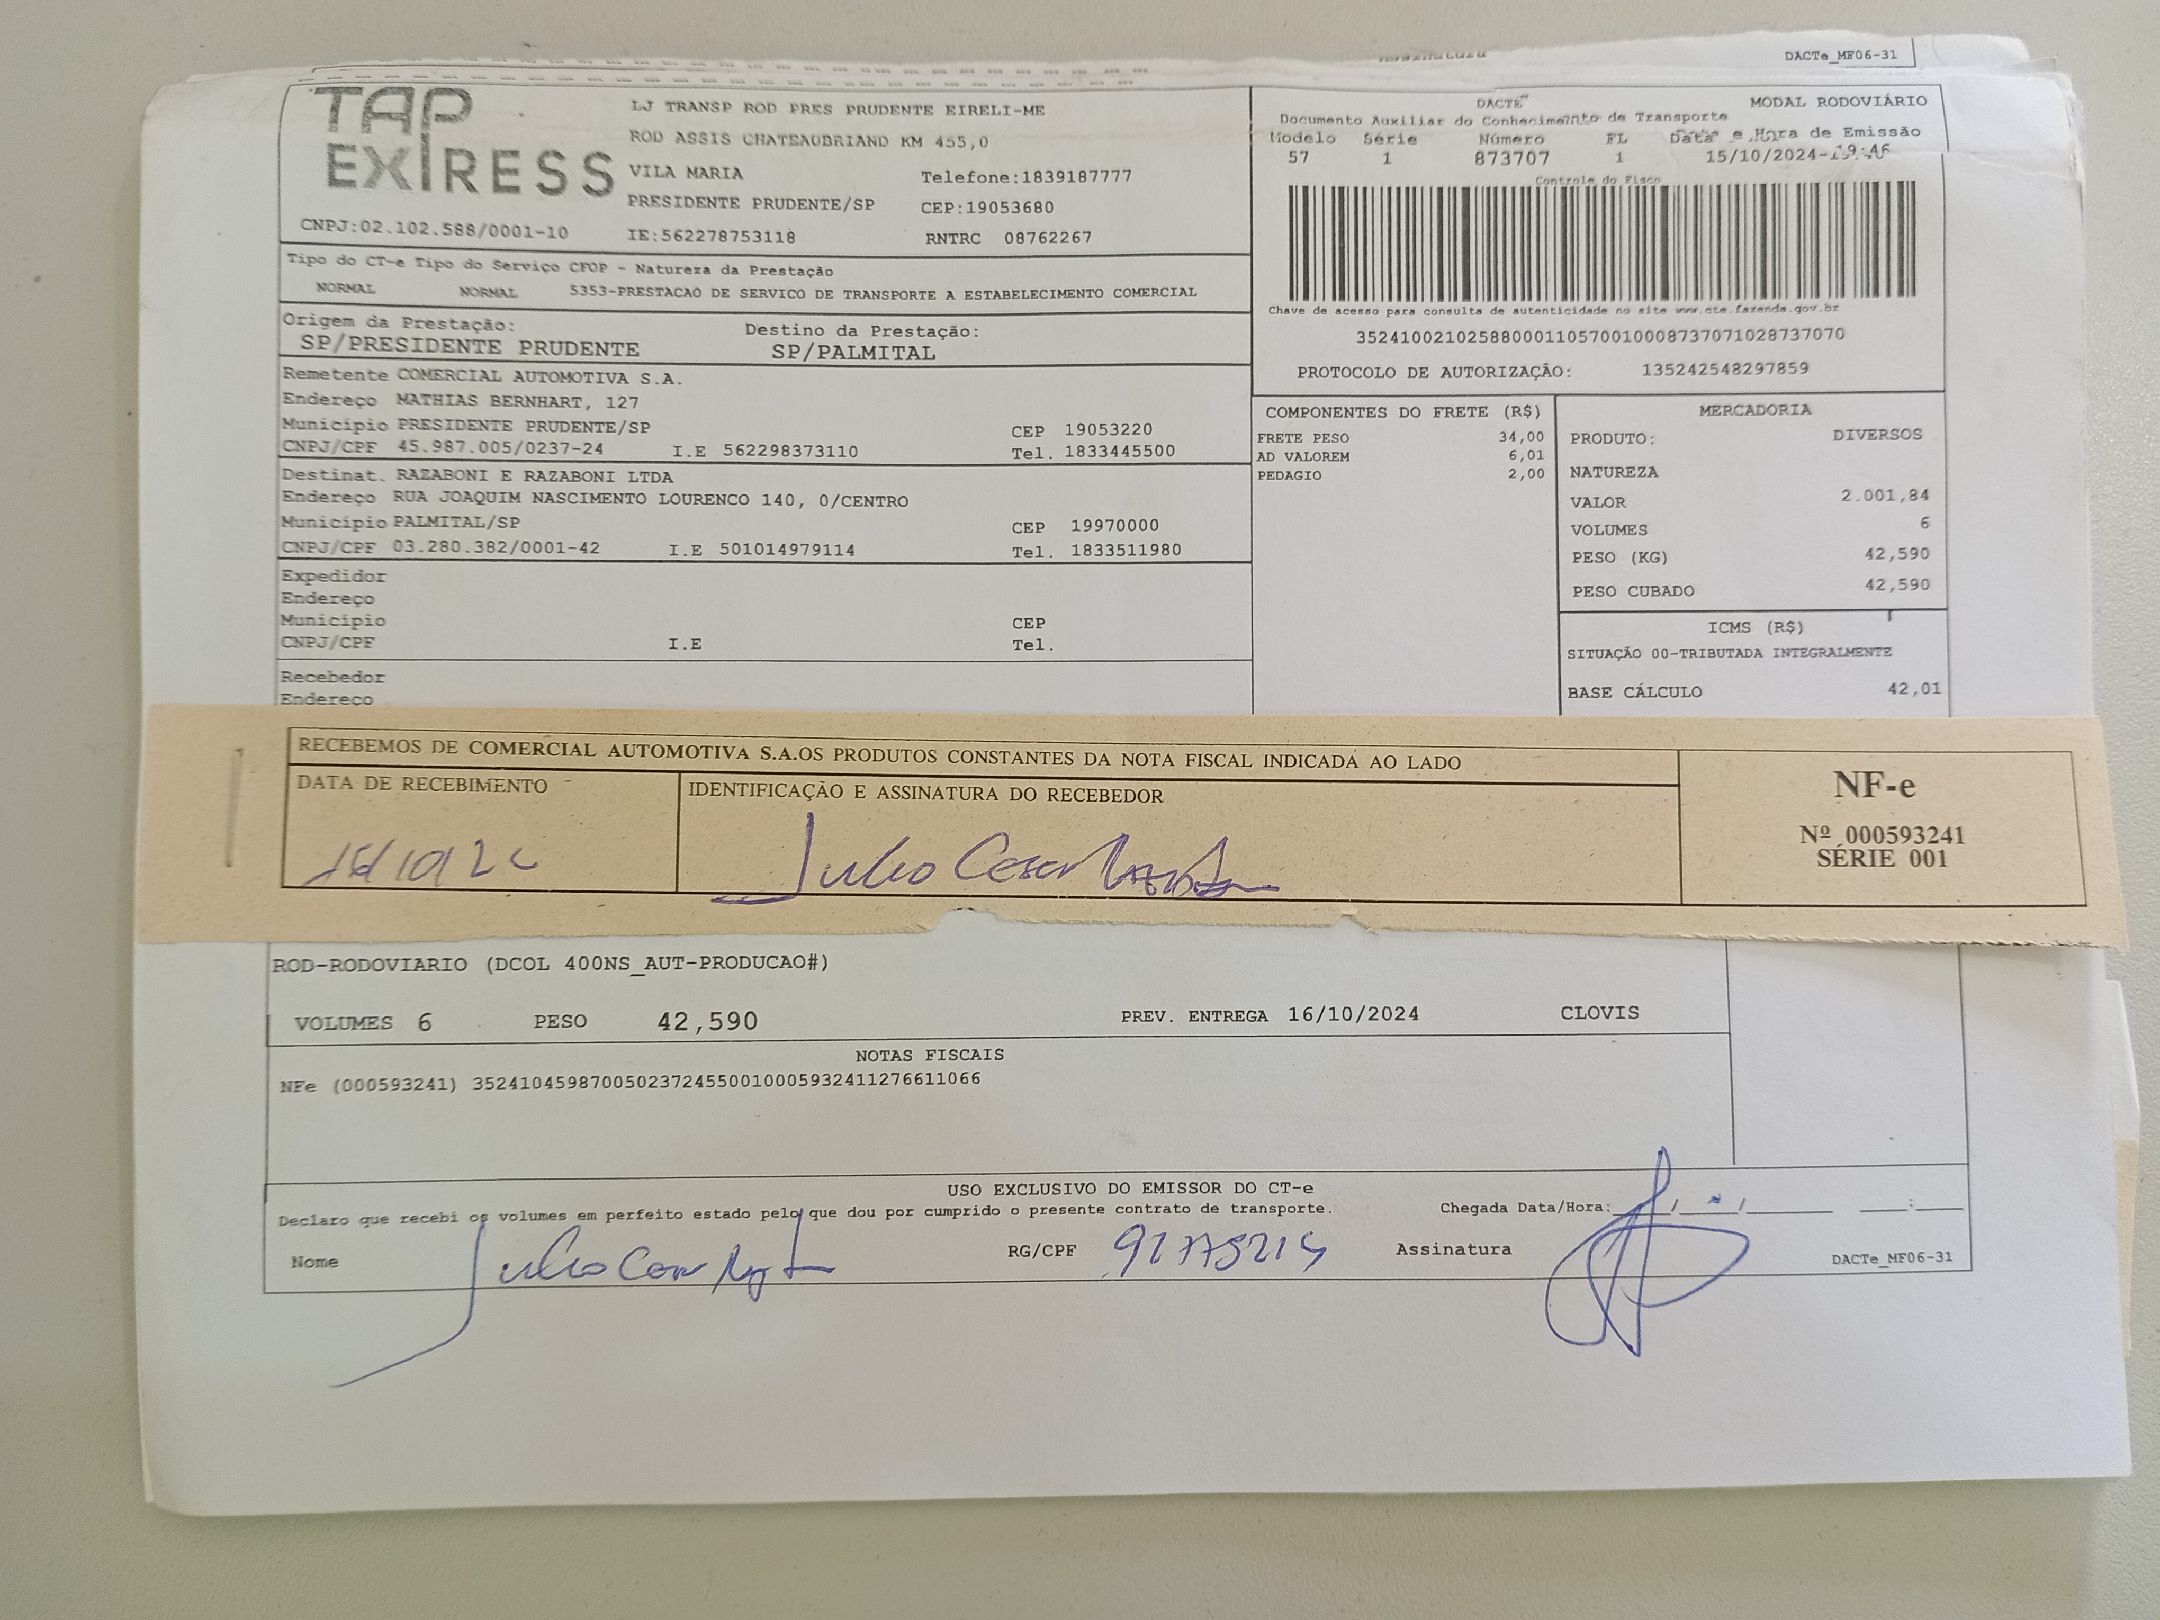 DACTe_MF06-31
TAP
EXPRESS
LJ TRANSP ROD PRES PRUDENTE EIRELI-ME
ROD ASSIS CHATEAUBRIAND KM 455,0
VILA MARIA Telefone:1839187777
PRESIDENTE PRUDENTE/SP CEP:19053680
CNPJ:02.102.588/0001-10 IE:562278753118 RNTRC 08762267
DACTE MODAL RODOVIÁRIO
Documento Auxiliar do Conhecimento de Transporte
Modelo Série Número FL Data e Hora de Emissão
57 1 873707 1 15/10/2024-19:46
Controle do Fisco
Chave de acesso para consulta de autenticidade no site www.cte.fazenda.gov.br
35241002102588000110570010008737071028737070
PROTOCOLO DE AUTORIZAÇÃO: 135242548297859
Tipo do CT-e Tipo do Serviço CFOP - Natureza da Prestação
NORMAL NORMAL 5353-PRESTACAO DE SERVICO DE TRANSPORTE A ESTABELECIMENTO COMERCIAL
Origem da Prestação: Destino da Prestação:
SP/PRESIDENTE PRUDENTE SP/PALMITAL
Remetente COMERCIAL AUTOMOTIVA S.A.
Endereço MATHIAS BERNHART, 127
Município PRESIDENTE PRUDENTE/SP CEP 19053220
CNPJ/CPF 45.987.005/0237-24 I.E 562298373110 Tel. 1833445500
Destinat. RAZABONI E RAZABONI LTDA
Endereço RUA JOAQUIM NASCIMENTO LOURENCO 140, 0/CENTRO
Município PALMITAL/SP CEP 19970000
CNPJ/CPF 03.280.382/0001-42 I.E 501014979114 Tel. 1833511980
Expedidor
Endereço
Município CEP
CNPJ/CPF I.E Tel.
Recebedor
Endereço
COMPONENTES DO FRETE (R$)
FRETE PESO 34,00
AD VALOREM 6,01
PEDAGIO 2,00
MERCADORIA
PRODUTO: DIVERSOS
NATUREZA
VALOR 2.001,84
VOLUMES 6
PESO (KG) 42,590
PESO CUBADO 42,590
ICMS (R$)
SITUAÇÃO 00-TRIBUTADA INTEGRALMENTE
BASE CÁLCULO 42,01
RECEBEMOS DE COMERCIAL AUTOMOTIVA S.A.OS PRODUTOS CONSTANTES DA NOTA FISCAL INDICADA AO LADO
DATA DE RECEBIMENTO IDENTIFICAÇÃO E ASSINATURA DO RECEBEDOR
Julio Cesar
NF-e
Nº 000593241
SÉRIE 001
ROD-RODOVIARIO (DCOL 400NS_AUT-PRODUCAO#)
VOLUMES 6 PESO 42,590 PREV. ENTREGA 16/10/2024 CLOVIS
NOTAS FISCAIS
NFe (000593241) 35241045987005023724550010005932411276611066
USO EXCLUSIVO DO EMISSOR DO CT-e
Declaro que recebi os volumes em perfeito estado pelo que dou por cumprido o presente contrato de transporte. Chegada Data/Hora:
Nome Julio Cesar RG/CPF Assinatura DACTe_MF06-31